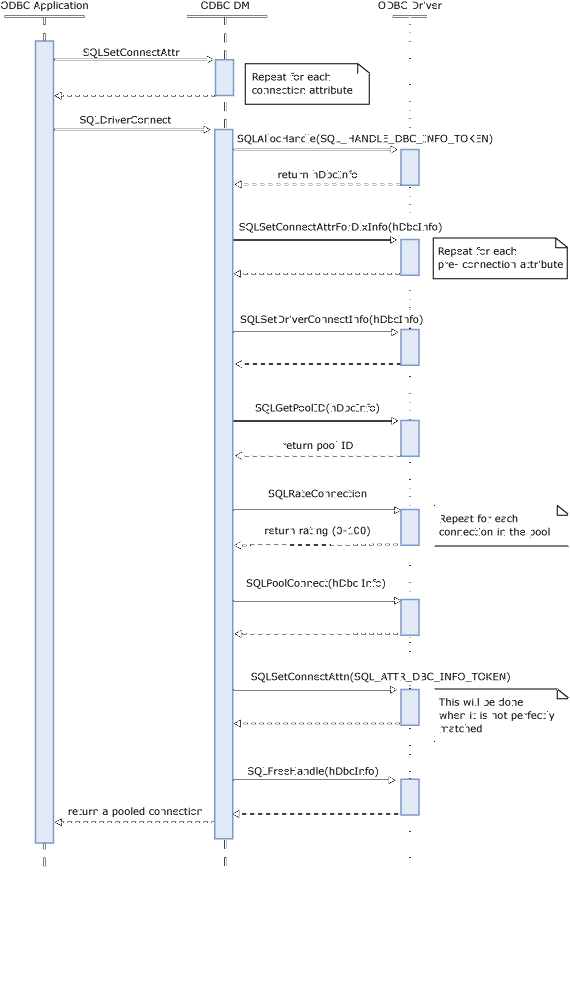 ODBC Application
ODBC DM
ODBC Driver
SQLSetConnectAttr
Repeat for each
connection attribute
SQLDriverConnect
SQLAllocHandle(SQL_HANDLE_DBC_INFO_TOKEN)
return hDbcInfo
SQLSetConnectAttrForDbcInfo(hDbcInfo)
Repeat for each
pre- connection attribute
SQLSetDriverConnectInfo(hDbcInfo)
SQLGetPoolID(hDbcInfo)
return pool ID
SQLRateConnection
Repeat for each
connection in the pool
return rating (0-100)
SQLPoolConnect(hDbc Info)
SQLSetConnectAttn(SQL_ATTR_DBC_INFO_TOKEN)
This will be done
when it is not perfectly
matched
SQLFreeHandle(hDbcInfo)
return a pooled connection